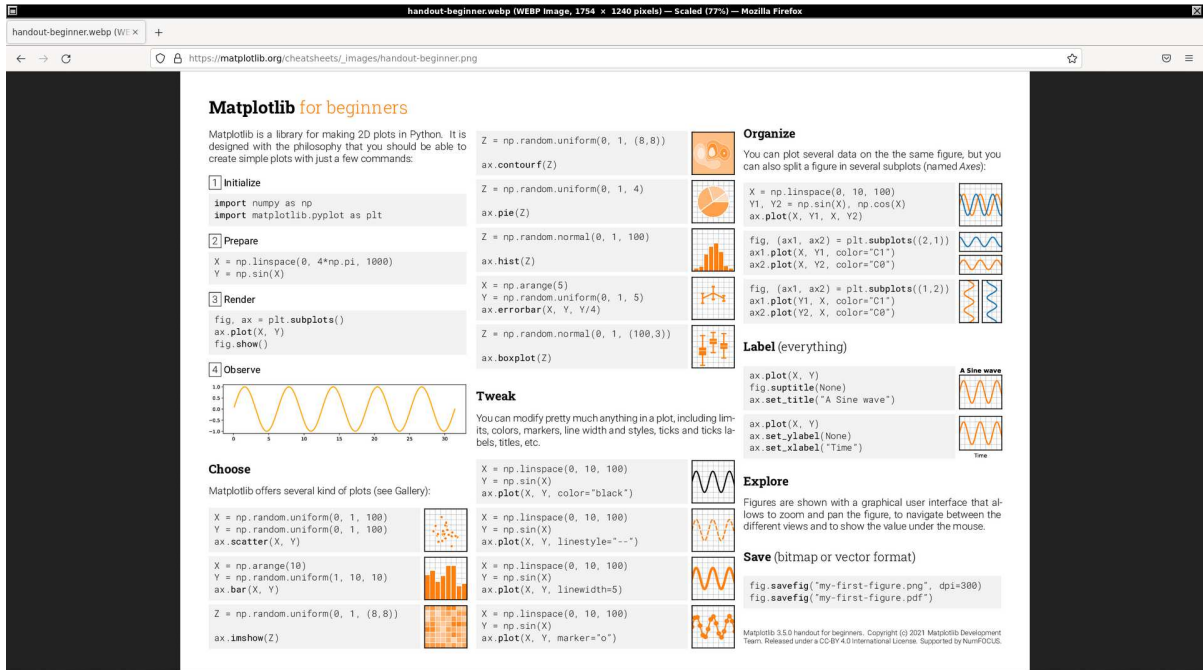 handout-beginner.webp (WEBP Image, 1754 × 1240 pixels) — Scaled (77%) — Mozilla Firefox
handout-beginner.webp (WE
https://matplotlib.org/cheatsheets/_images/handout-beginner.png
Matplotlib for beginners
Matplotlib is a library for making 2D plots in Python. It is
designed with the philosophy that you should be able to
create simple plots with just a few commands:
1 Initialize
import numpy as np
import matplotlib.pyplot as plt
2 Prepare
X = np.linspace(0, 4*np.pi, 1000)
Y = np.sin(X)
3 Render
fig, ax = plt.subplots()
ax.plot(X, Y)
fig.show()
4 Observe
1.0
0.5
0.0
−0.5
−1.0
0 5 10 15 20 25 30
Choose
Matplotlib offers several kind of plots (see Gallery):
X = np.random.uniform(0, 1, 100)
Y = np.random.uniform(0, 1, 100)
ax.scatter(X, Y)
X = np.arange(10)
Y = np.random.uniform(1, 10, 10)
ax.bar(X, Y)
Z = np.random.uniform(0, 1, (8,8))
ax.imshow(Z)
Z = np.random.uniform(0, 1, (8,8))
ax.contourf(Z)
Z = np.random.uniform(0, 1, 4)
ax.pie(Z)
Z = np.random.normal(0, 1, 100)
ax.hist(Z)
X = np.arange(5)
Y = np.random.uniform(0, 1, 5)
ax.errorbar(X, Y, Y/4)
Z = np.random.normal(0, 1, (100,3))
ax.boxplot(Z)
Tweak
You can modify pretty much anything in a plot, including lim-
its, colors, markers, line width and styles, ticks and ticks la-
bels, titles, etc.
X = np.linspace(0, 10, 100)
Y = np.sin(X)
ax.plot(X, Y, color="black")
X = np.linspace(0, 10, 100)
Y = np.sin(X)
ax.plot(X, Y, linestyle="--")
X = np.linspace(0, 10, 100)
Y = np.sin(X)
ax.plot(X, Y, linewidth=5)
X = np.linspace(0, 10, 100)
Y = np.sin(X)
ax.plot(X, Y, marker="o")
Organize
You can plot several data on the the same figure, but you
can also split a figure in several subplots (named Axes):
X = np.linspace(0, 10, 100)
Y1, Y2 = np.sin(X), np.cos(X)
ax.plot(X, Y1, X, Y2)
fig, (ax1, ax2) = plt.subplots((2,1))
ax1.plot(X, Y1, color="C1")
ax2.plot(X, Y2, color="C0")
fig, (ax1, ax2) = plt.subplots((1,2))
ax1.plot(Y1, X, color="C1")
ax2.plot(Y2, X, color="C0")
Label (everything)
ax.plot(X, Y)
fig.suptitle(None)
ax.set_title("A Sine wave")
A Sine wave
ax.plot(X, Y)
ax.set_ylabel(None)
ax.set_xlabel("Time")
Time
Explore
Figures are shown with a graphical user interface that al-
lows to zoom and pan the figure, to navigate between the
different views and to show the value under the mouse.
Save (bitmap or vector format)
fig.savefig("my-first-figure.png", dpi=300)
fig.savefig("my-first-figure.pdf")
Matplotlib 3.5.0 handout for beginners. Copyright (c) 2021 Matplotlib Development
Team. Released under a CC-BY 4.0 International License. Supported by NumFOCUS.